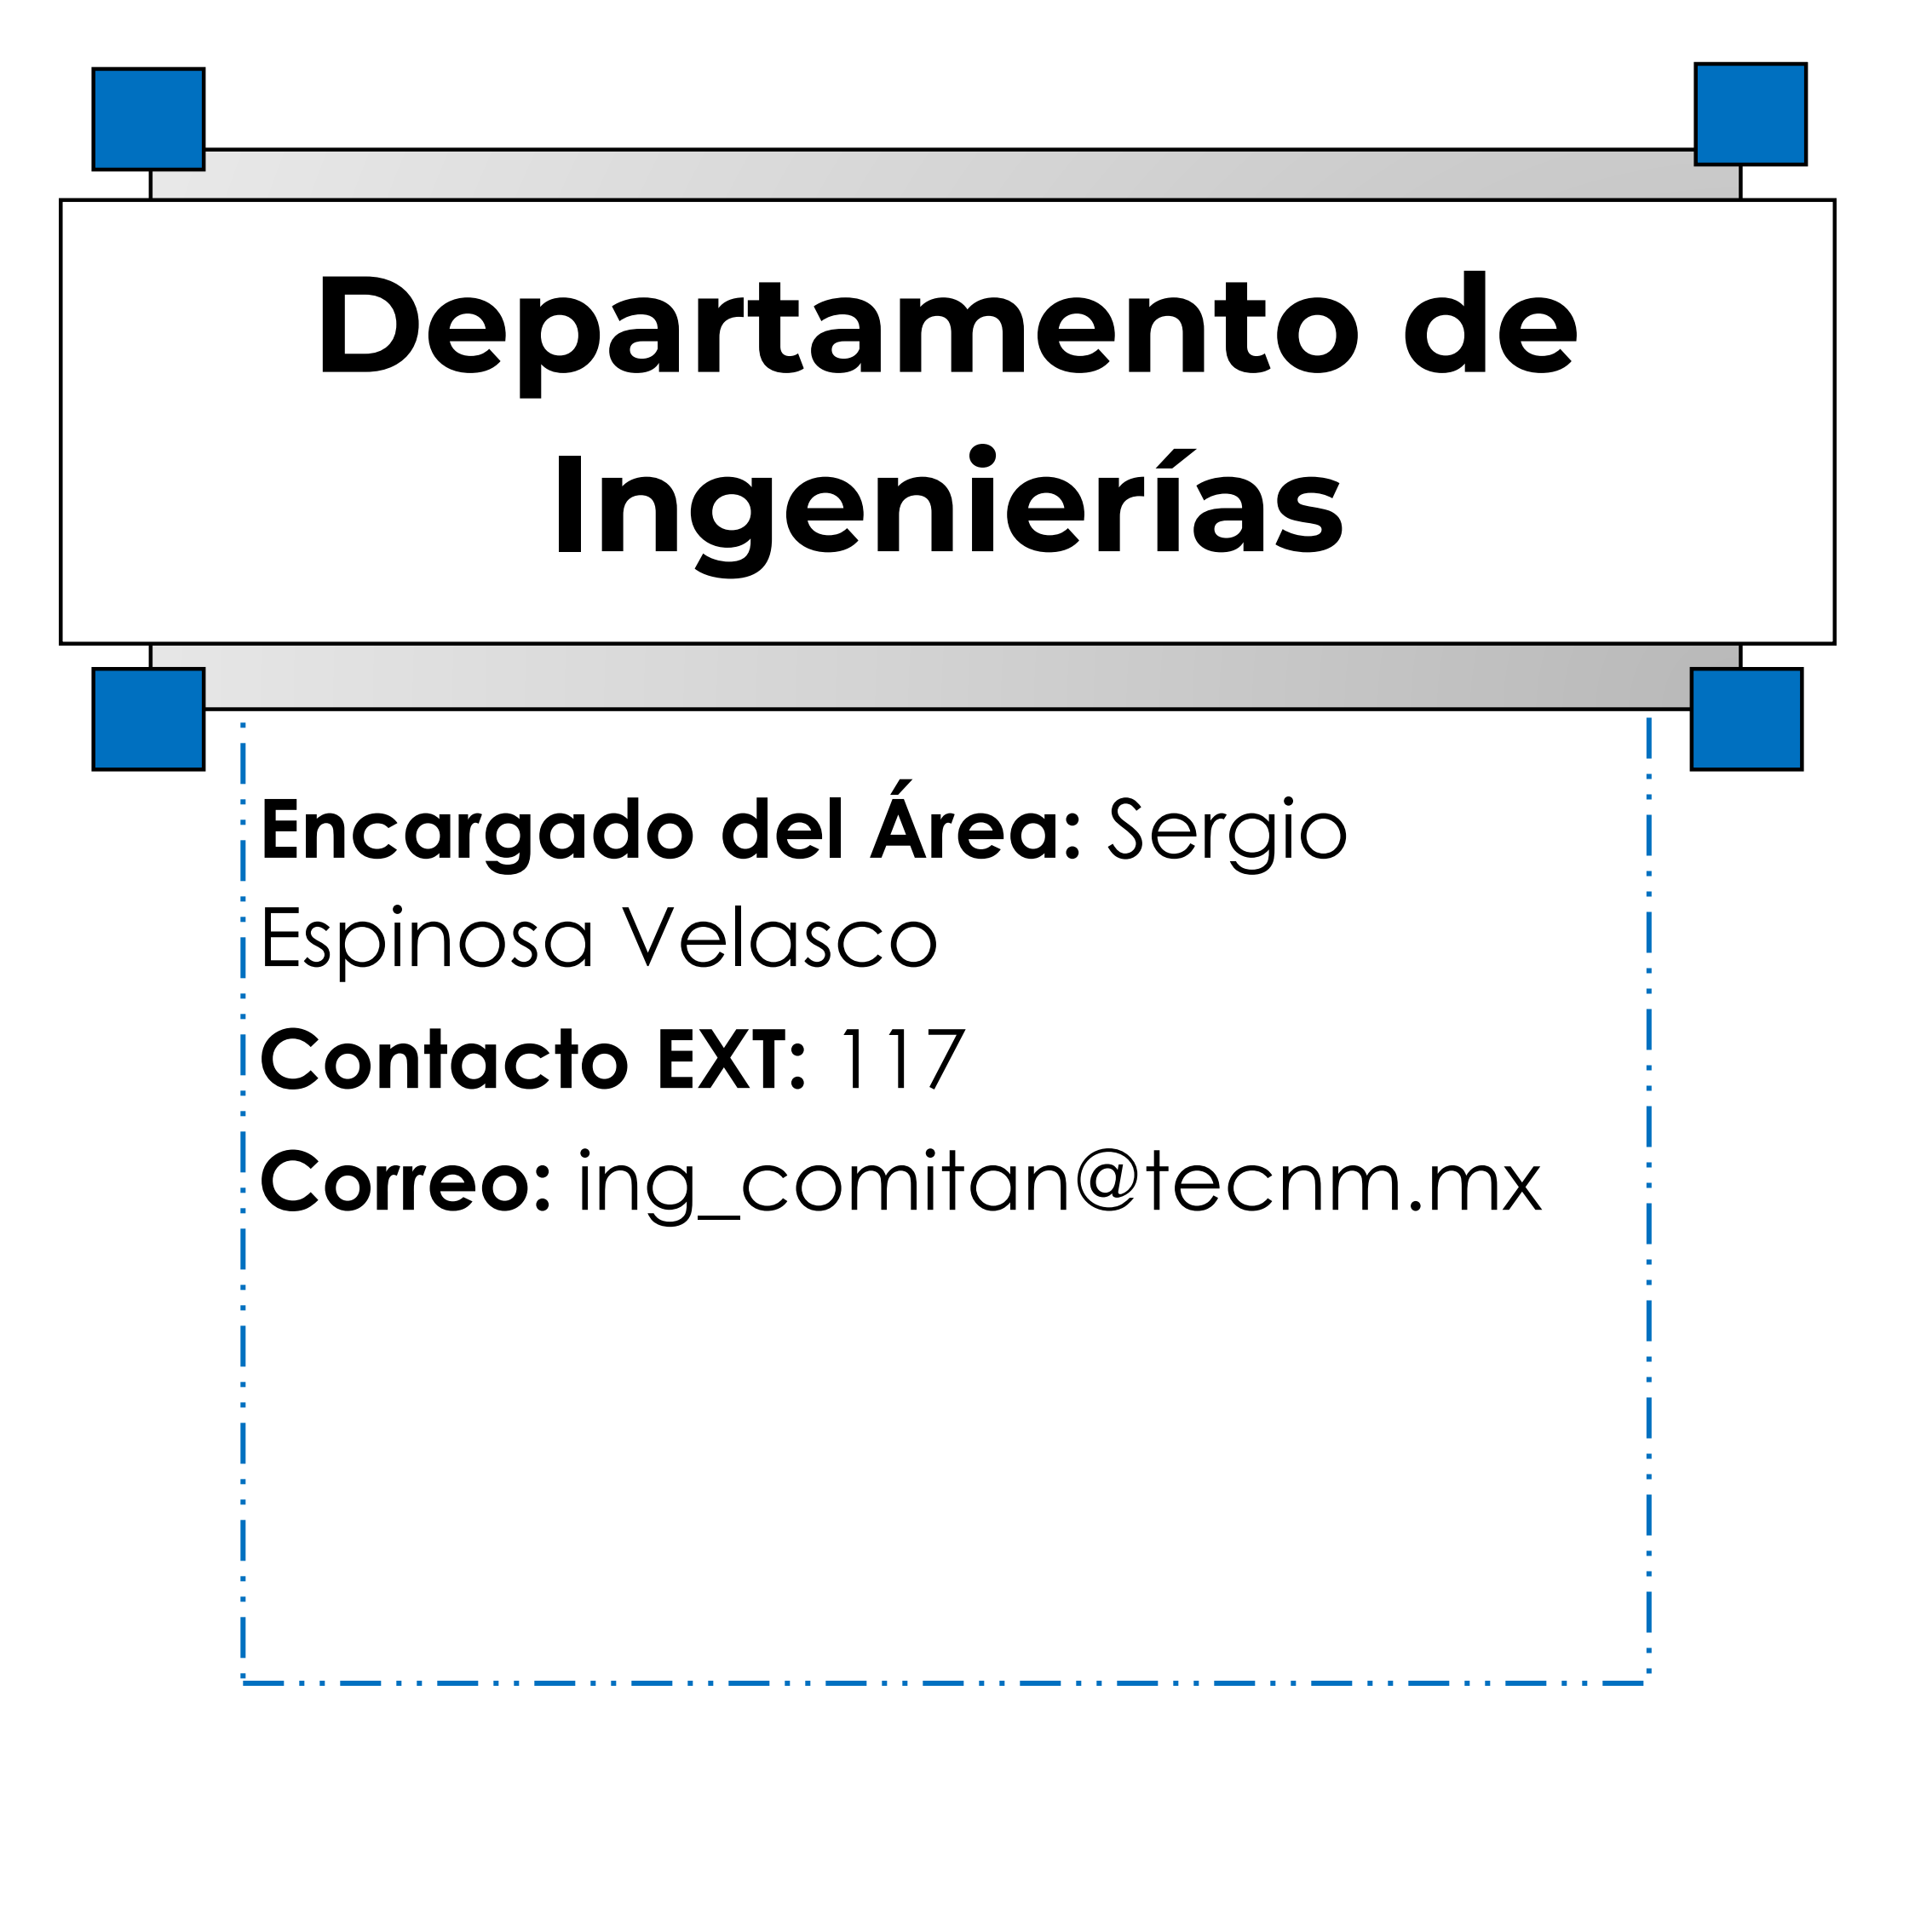 Departamento de
Ingenierías
Encargado del Área: Sergio
Espinosa Velasco
Contacto EXT: 117
Correo: ing_comitan@tecnm.mx